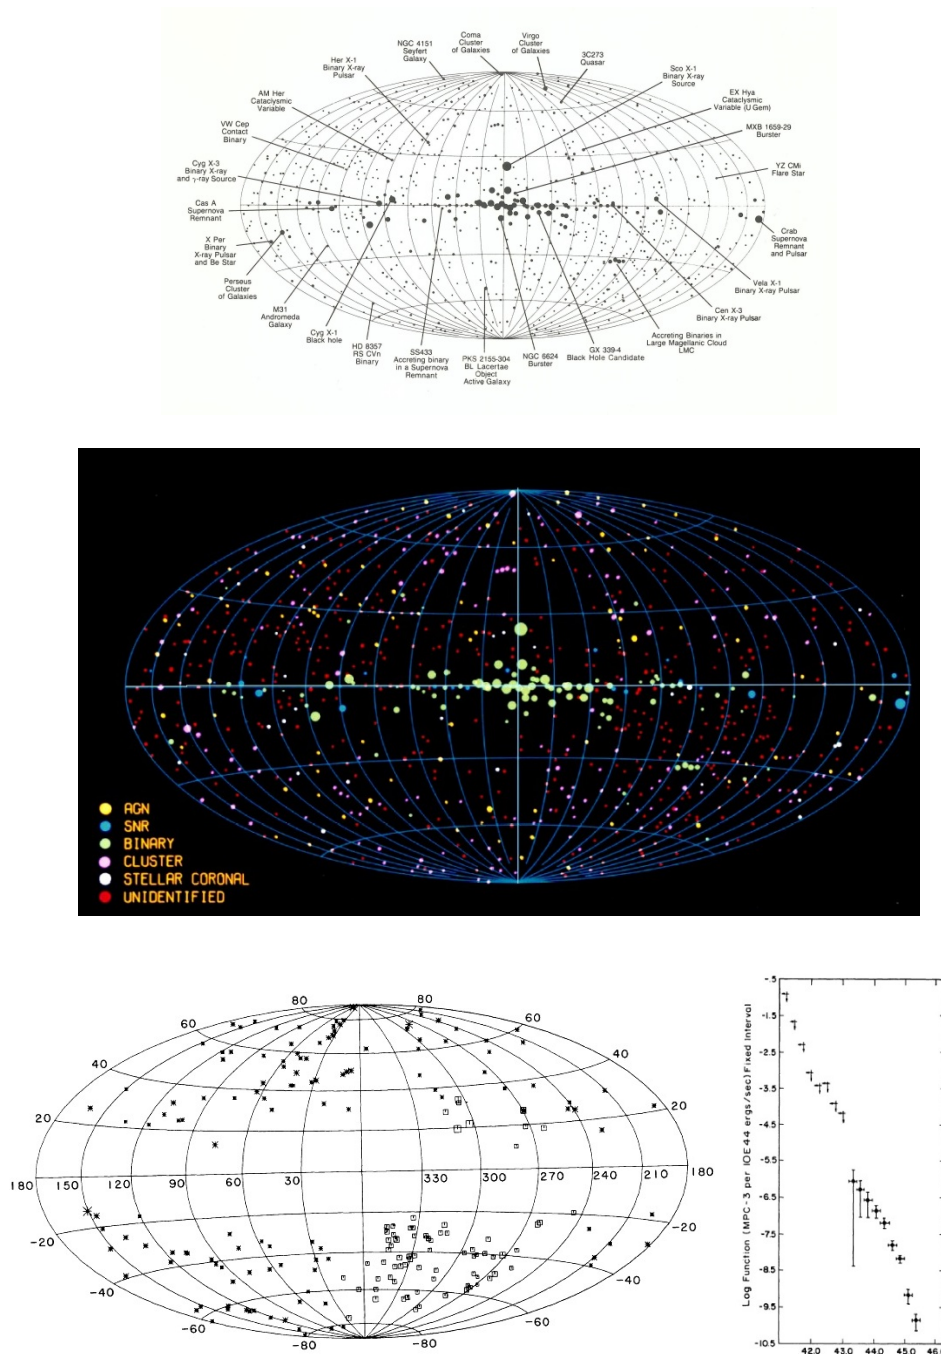 Coma
Cluster
of Galaxies
Virgo
Cluster
of Galaxies
NGC 4151
Seyfert
Galaxy
3C273
Quasar
Her X-1
Binary X-ray
Pulsar
Sco X-1
Binary X-ray
Source
AM Her
Cataclysmic
Variable
EX Hya
Cataclysmic
Variable (U Gem)
VW Cep
Contact
Binary
MXB 1659-29
Burster
Cyg X-3
Binary X-ray
and γ-ray Source
YZ CMi
Flare Star
Cas A
Supernova
Remnant
Crab
Supernova
Remnant
and Pulsar
X Per
Binary
X-ray Pulsar
and Be Star
Vela X-1
Binary X-ray Pulsar
Perseus
Cluster
of Galaxies
Cen X-3
Binary X-ray Pulsar
M31
Andromeda
Galaxy
Cyg X-1
Black hole
Accreting Binaries in
Large Magellanic Cloud
LMC
HD 8357
RS CVn
Binary
SS433
Accreting binary
in a Supernova
Remnant
PKS 2155-304
BL Lacertae
Object
Active Galaxy
NGC 6624
Burster
GX 339-4
Black Hole Candidate
AGN
SNR
BINARY
CLUSTER
STELLAR CORONAL
UNIDENTIFIED
80 80
60 60
40 40
20 20
180 150 120 90 60 30 330 300 270 240 210 180
-20 -20
-40 -40
-60 -60
-80 -80
Log Function (MPC-3 per 10E44 ergs/sec) Fixed Interval
-.5
-1.5
-2.5
-3.5
-4.5
-5.5
-6.5
-7.5
-8.5
-9.5
-10.5
42.0 43.0 44.0 45.0